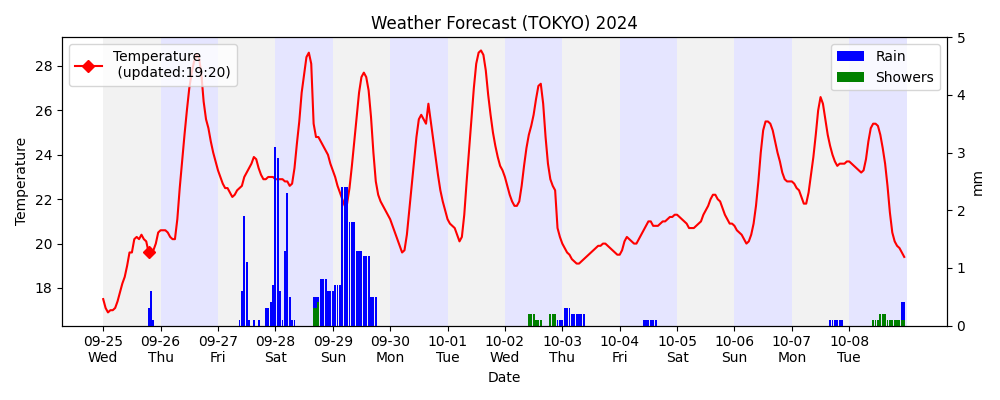 Weather Forecast (TOKYO) 2024
Temperature
(updated:19:20)
Rain
Showers
Temperature
28
26
24
22
20
18
5
4
3
2
1
0
mm
09-25 09-26 09-27 09-28 09-29 09-30 10-01 10-02 10-03 10-04 10-05 10-06 10-07 10-08
Wed Thu Fri Sat Sun Mon Tue Wed Thu Fri Sat Sun Mon Tue
Date